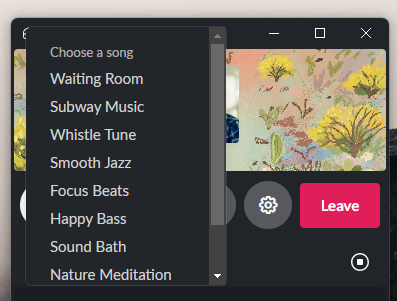 Choose a song
Waiting Room
Subway Music
Whistle Tune
Smooth Jazz
Focus Beats
Leave
Happy Bass
Sound Bath
Nature Meditation